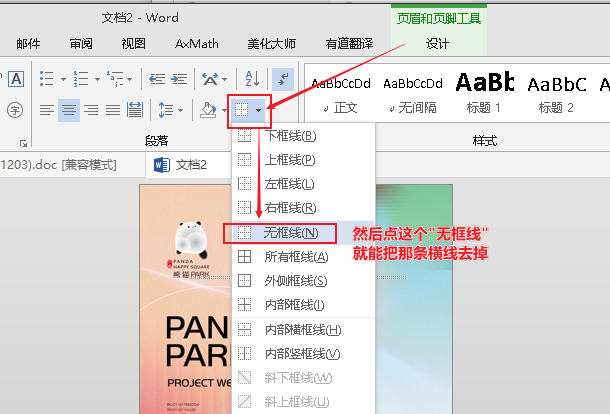 文档2 - Word
页眉和页脚工具
邮件 审阅 视图 AxMath 美化大师 有道翻译 设计
A
AaBbCcDd AaBbCcDd AaBb AaBbC
字
正文 无间隔 标题 1 标题 2
段落 样式
1203).doc [兼容模式] 文档2
下框线(B)
上框线(P)
左框线(L)
右框线(R)
无框线(N)
所有框线(A)
外侧框线(S)
内部框线(I)
内部横框线(H)
内部竖框线(V)
斜下框线(W)
斜上框线(U)
然后点这个"无框线"
就能把那条横线去掉
PANDA
HAPPY SQUARE
熊猫 PARK
PAN
PAR
PROJECT WE